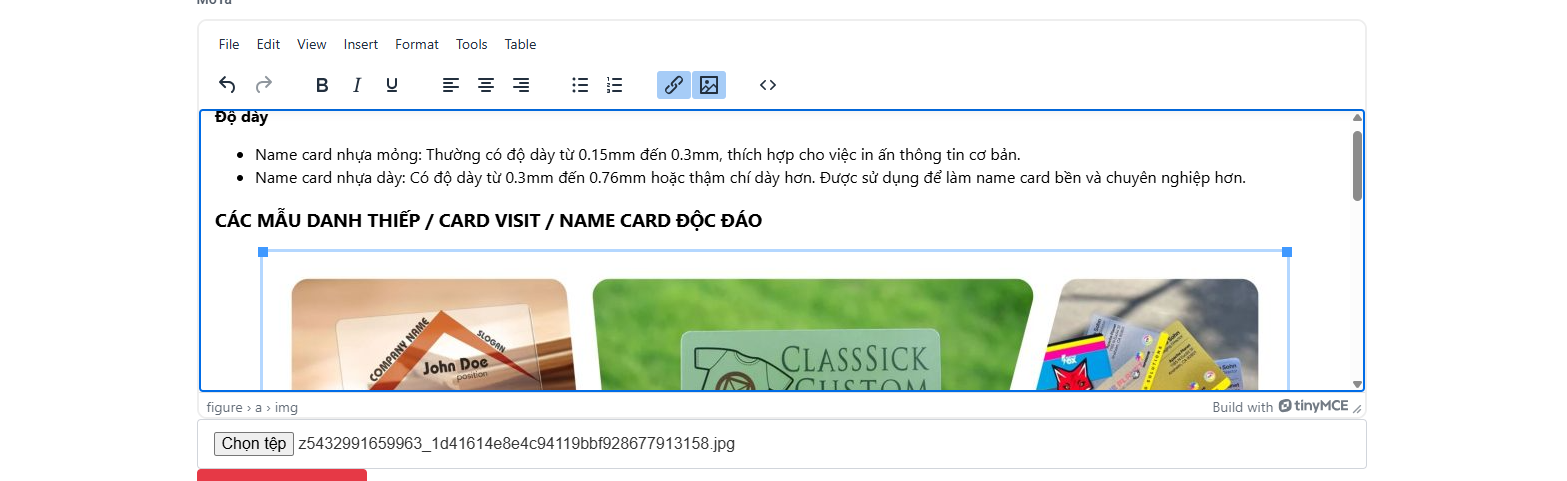 Mô Tả
File Edit View Insert Format Tools Table
Độ dày
Name card nhựa mỏng: Thường có độ dày từ 0.15mm đến 0.3mm, thích hợp cho việc in ấn thông tin cơ bản.
Name card nhựa dày: Có độ dày từ 0.3mm đến 0.76mm hoặc thậm chí dày hơn. Được sử dụng để làm name card bền và chuyên nghiệp hơn.
CÁC MẪU DANH THIẾP / CARD VISIT / NAME CARD ĐỘC ĐÁO
COMPANY NAME
SLOGAN
John Doe
position
CLASSSICK
CUSTOM
fox
figure › a › img
Build with tinyMCE
Chọn tệp z5432991659963_1d41614e8e4c94119bbf928677913158.jpg